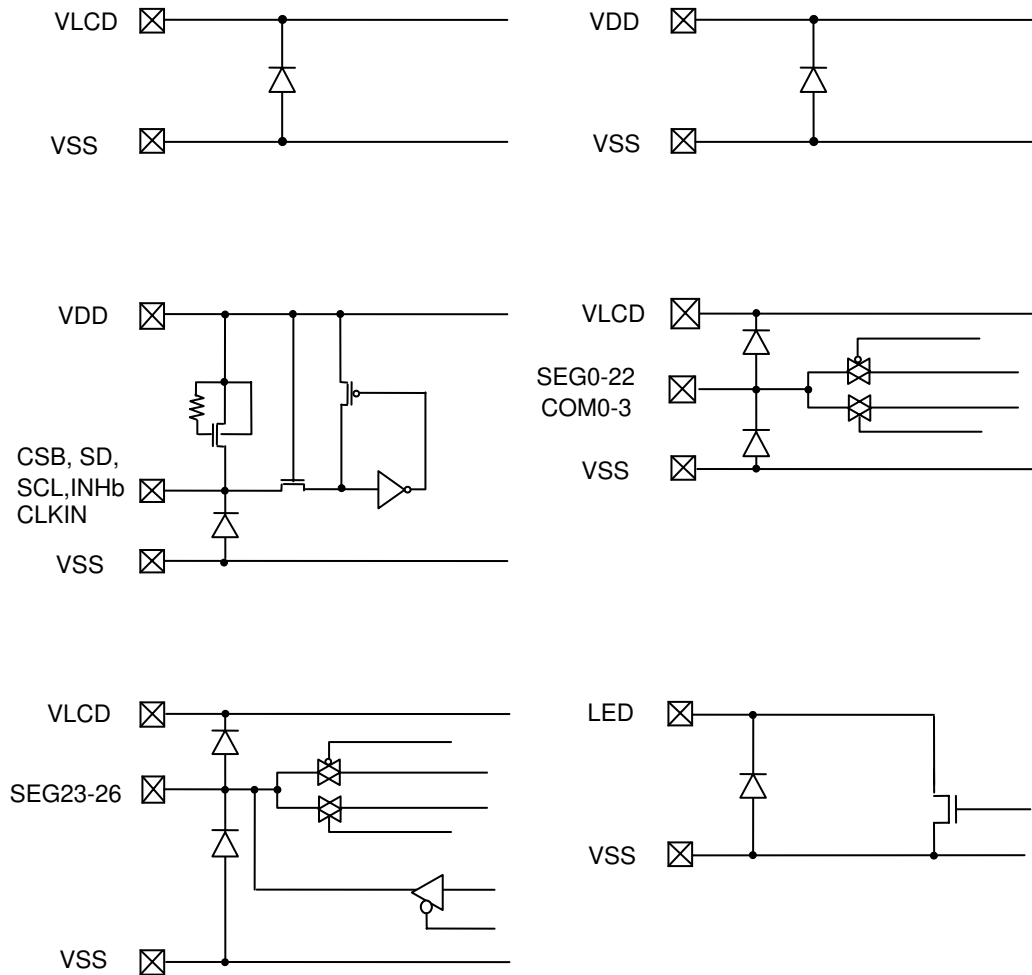 VLCD
VSS
VDD
VSS
VDD
CSB, SD,
SCL,INHb
CLKIN
VSS
VLCD
SEG0-22
COM0-3
VSS
VLCD
SEG23-26
VSS
LED
VSS